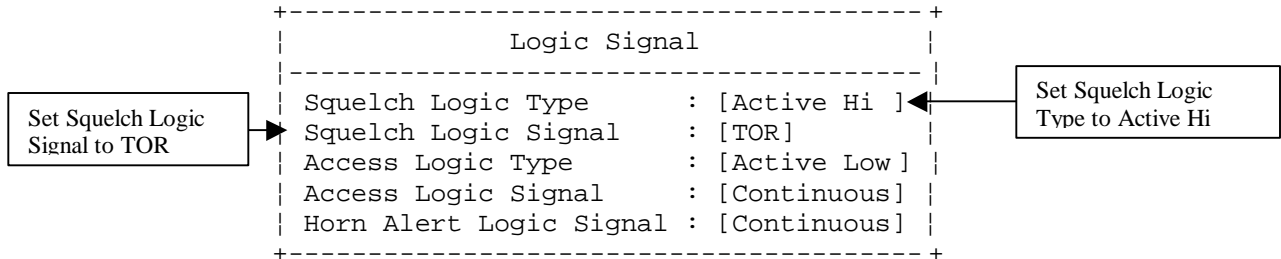 Logic Signal
Squelch Logic Type : [Active Hi ]
Squelch Logic Signal : [TOR]
Access Logic Type : [Active Low ]
Access Logic Signal : [Continuous]
Horn Alert Logic Signal : [Continuous]
Set Squelch Logic
Signal to TOR
Set Squelch Logic
Type to Active Hi